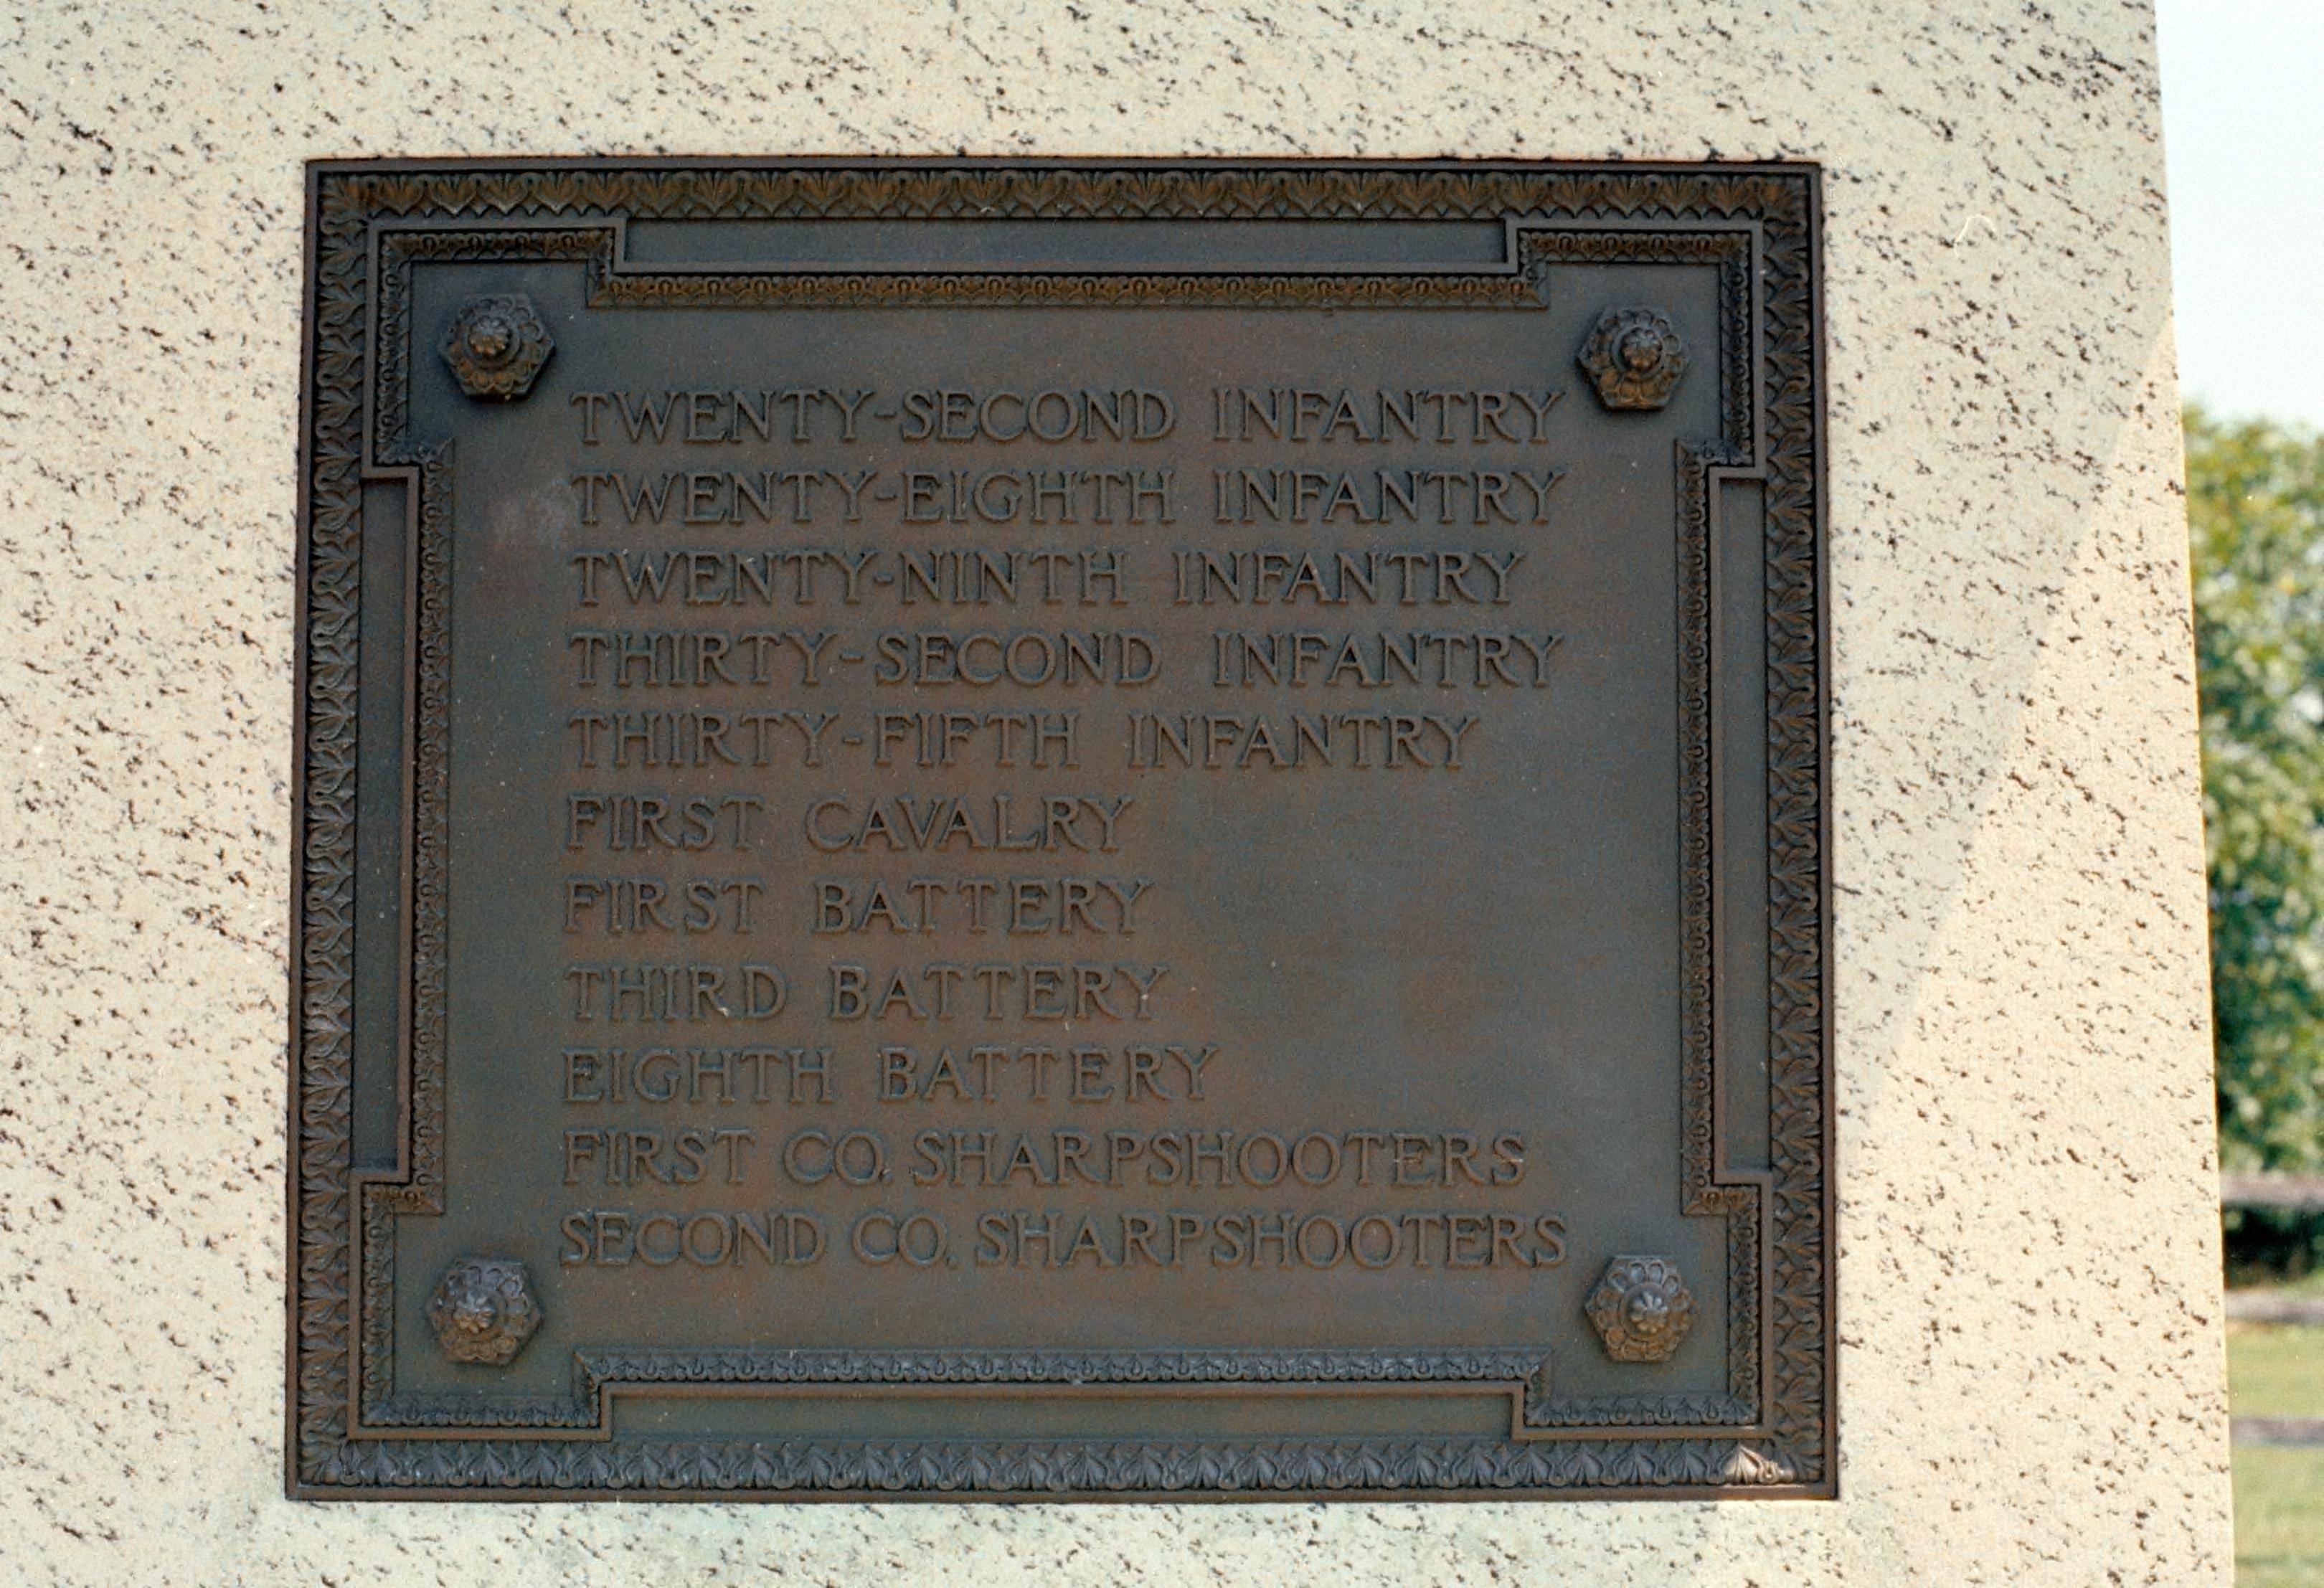 TWENTY-SECOND INFANTRY
TWENTY-EIGHTH INFANTRY
TWENTY-NINTH INFANTRY
THIRTY-SECOND INFANTRY
THIRTY-FIFTH INFANTRY
FIRST CAVALRY
FIRST BATTERY
THIRD BATTERY
EIGHTH BATTERY
FIRST CO. SHARPSHOOTERS
SECOND CO. SHARPSHOOTERS